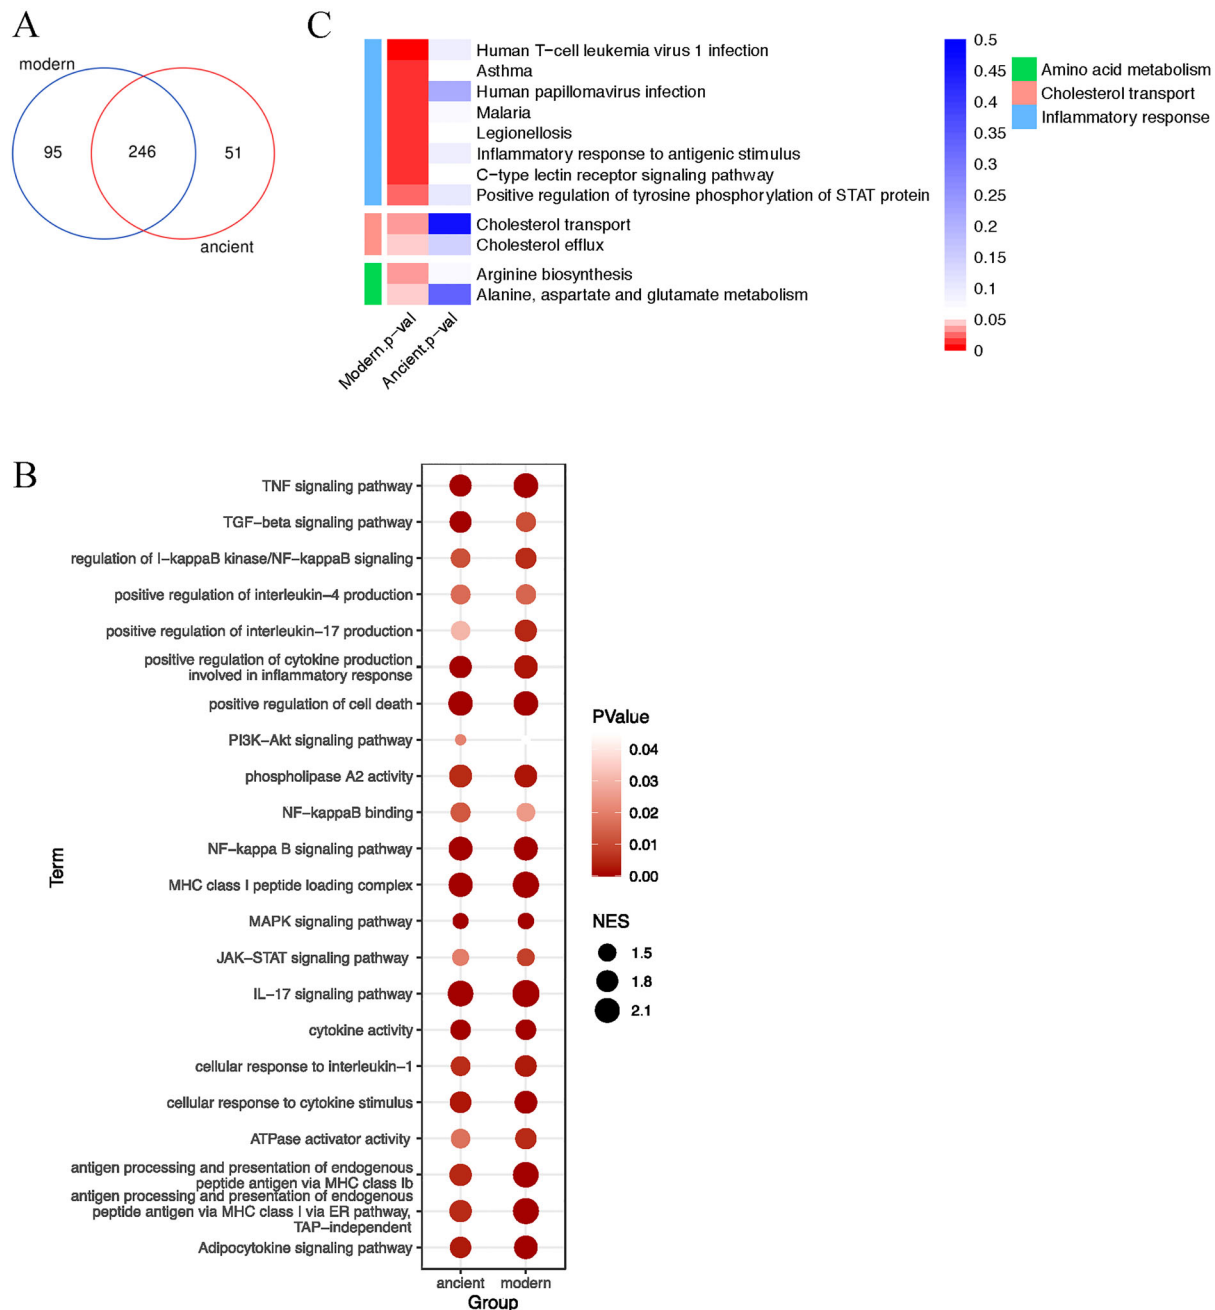 A
modern
95
246
51
ancient
C
Human T−cell leukemia virus 1 infection
Asthma
Human papillomavirus infection
Malaria
Legionellosis
Inflammatory response to antigenic stimulus
C−type lectin receptor signaling pathway
Positive regulation of tyrosine phosphorylation of STAT protein
Cholesterol transport
Cholesterol efflux
Arginine biosynthesis
Alanine, aspartate and glutamate metabolism
Modern.p−val
Ancient.p−val
0.5
0.45
0.4
0.35
0.3
0.25
0.2
0.15
0.1
0.05
0
Amino acid metabolism
Cholesterol transport
Inflammatory response
B
Term
TNF signaling pathway
TGF−beta signaling pathway
regulation of I−kappaB kinase/NF−kappaB signaling
positive regulation of interleukin−4 production
positive regulation of interleukin−17 production
positive regulation of cytokine production
involved in inflammatory response
positive regulation of cell death
PI3K−Akt signaling pathway
phospholipase A2 activity
NF−kappaB binding
NF−kappa B signaling pathway
MHC class I peptide loading complex
MAPK signaling pathway
JAK−STAT signaling pathway
IL−17 signaling pathway
cytokine activity
cellular response to interleukin−1
cellular response to cytokine stimulus
ATPase activator activity
antigen processing and presentation of endogenous
peptide antigen via MHC class Ib
antigen processing and presentation of endogenous
peptide antigen via MHC class I via ER pathway,
TAP−independent
Adipocytokine signaling pathway
ancient
modern
Group
PValue
0.04
0.03
0.02
0.01
0.00
NES
1.5
1.8
2.1